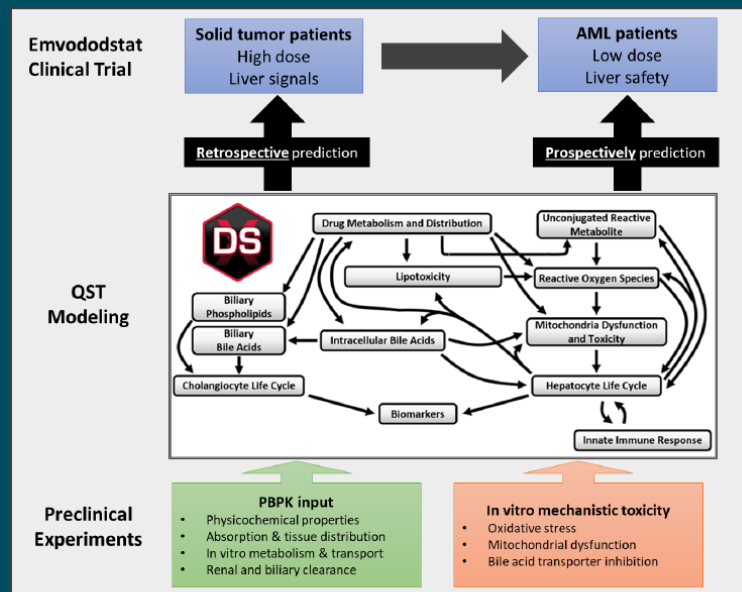 Emvododstat
Clinical Trial
Solid tumor patients
High dose
Liver signals
AML patients
Low dose
Liver safety
Retrospective prediction
Prospectively prediction
QST
Modeling
DS
X
Drug Metabolism and Distribution
Unconjugated Reactive
Metabolite
Lipotoxicity
Reactive Oxygen Species
Biliary
Phospholipids
Biliary
Bile Acids
Intracellular Bile Acids
Mitochondria Dysfunction
and Toxicity
Cholangiocyte Life Cycle
Hepatocyte Life Cycle
Biomarkers
Innate Immune Response
Preclinical
Experiments
PBPK input
• Physicochemical properties
• Absorption & tissue distribution
• In vitro metabolism & transport
• Renal and biliary clearance
In vitro mechanistic toxicity
• Oxidative stress
• Mitochondrial dysfunction
• Bile acid transporter inhibition